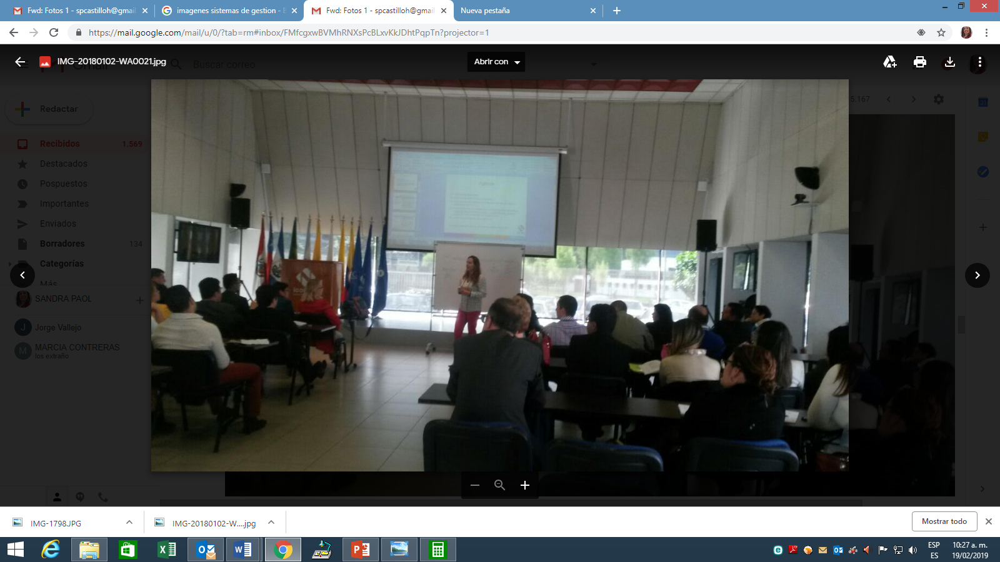 Fwd: Fotos 1 - spcastilloh@gmail
imagenes sistemas de gestion - B
Fwd: Fotos 1 - spcastilloh@gmail
Nueva pestaña
https://mail.google.com/mail/u/0/?tab=rm#inbox/FMfcgxwBVMhRNXsPcBLxvKkJDhtPqpTn?projector=1
IMG-20180102-WA0021.jpg
Buscar correo
Abrir con
Redactar
5.167
Recibidos 1.569
Destacados
Pospuestos
Importantes
Enviados
Borradores 134
Categorías
Más
SANDRA PAOL
J Jorge Vallejo
M MARCIA CONTRERAS
los extraño
IMG-1798.JPG
IMG-20180102-W....jpg
Mostrar todo
ESP
ES
10:27 a. m.
19/02/2019